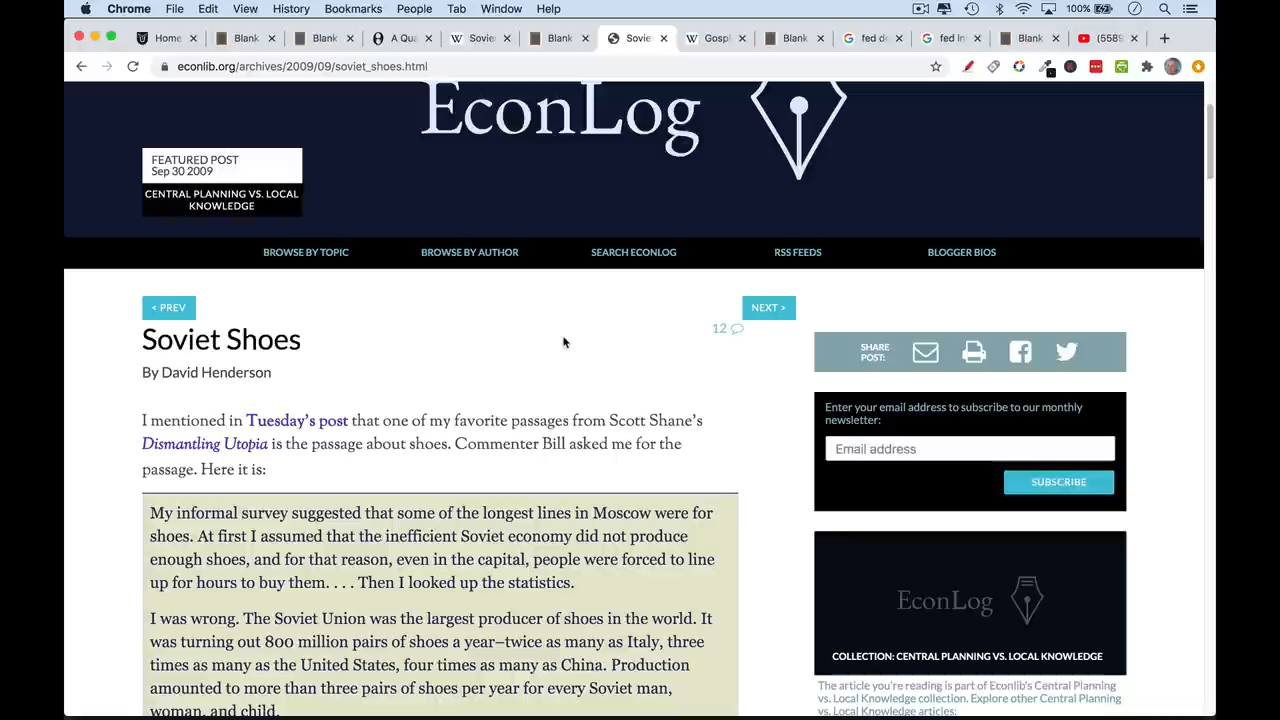 Chrome File Edit View History Bookmarks People Tab Window Help 100%
Home Blank Blank A Qua Sovie Blank Sovie Gospl Blank fed de fed In Blank (5589
econlib.org/archives/2009/09/soviet_shoes.html
EconLog
FEATURED POST
Sep 30 2009
CENTRAL PLANNING VS. LOCAL
KNOWLEDGE
BROWSE BY TOPIC BROWSE BY AUTHOR SEARCH ECONLOG RSS FEEDS BLOGGER BIOS
< PREV NEXT >
12
Soviet Shoes
By David Henderson
I mentioned in Tuesday's post that one of my favorite passages from Scott Shane's
Dismantling Utopia is the passage about shoes. Commenter Bill asked me for the
passage. Here it is:
My informal survey suggested that some of the longest lines in Moscow were for
shoes. At first I assumed that the inefficient Soviet economy did not produce
enough shoes, and for that reason, even in the capital, people were forced to line
up for hours to buy them. . . . Then I looked up the statistics.
I was wrong. The Soviet Union was the largest producer of shoes in the world. It
was turning out 800 million pairs of shoes a year–twice as many as Italy, three
times as many as the United States, four times as many as China. Production
amounted to more than three pairs of shoes per year for every Soviet man,
woman, and child.
SHARE
POST:
Enter your email address to subscribe to our monthly
newsletter:
Email address
SUBSCRIBE
EconLog
COLLECTION: CENTRAL PLANNING VS. LOCAL KNOWLEDGE
The article you're reading is part of Econlib's Central Planning
vs. Local Knowledge collection. Explore other Central Planning
vs. Local Knowledge articles: